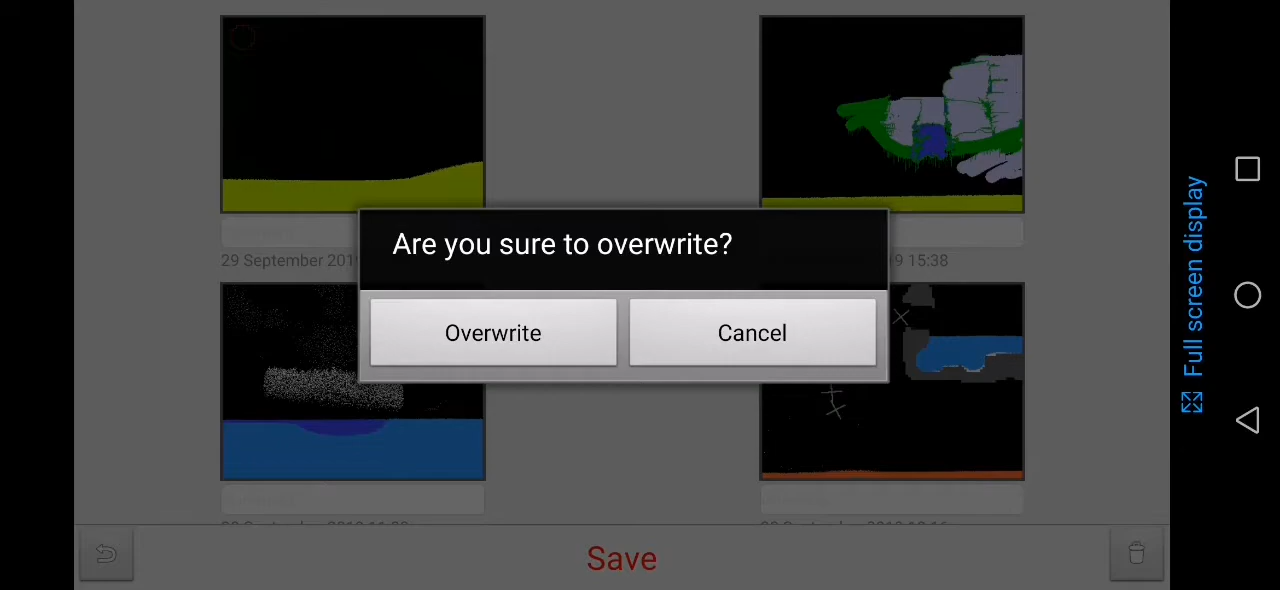 Are you sure to overwrite?
29 September 201
9 15:38
Overwrite
Cancel
Full screen display
Save